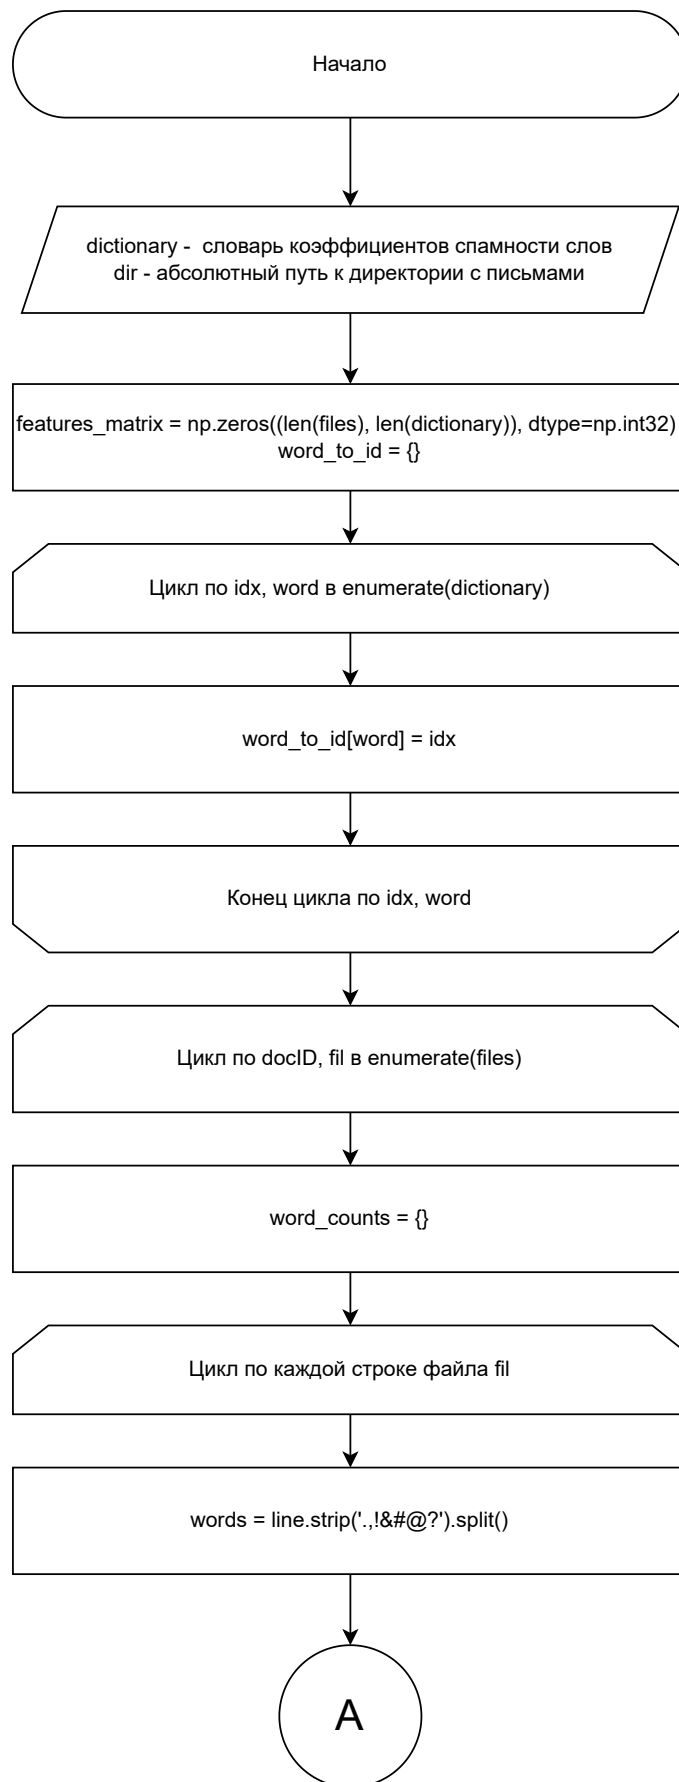 Начало
dictionary -  словарь коэффициентов спамности слов
dir - абсолютный путь к директории с письмами
features_matrix = np.zeros((len(files), len(dictionary)), dtype=np.int32)
word_to_id = {}
Цикл по idx, word в enumerate(dictionary)
word_to_id[word] = idx
Конец цикла по idx, word
Цикл по docID, fil в enumerate(files)
word_counts = {}
Цикл по каждой строке файла fil
words = line.strip('.,!&#@?').split()
A